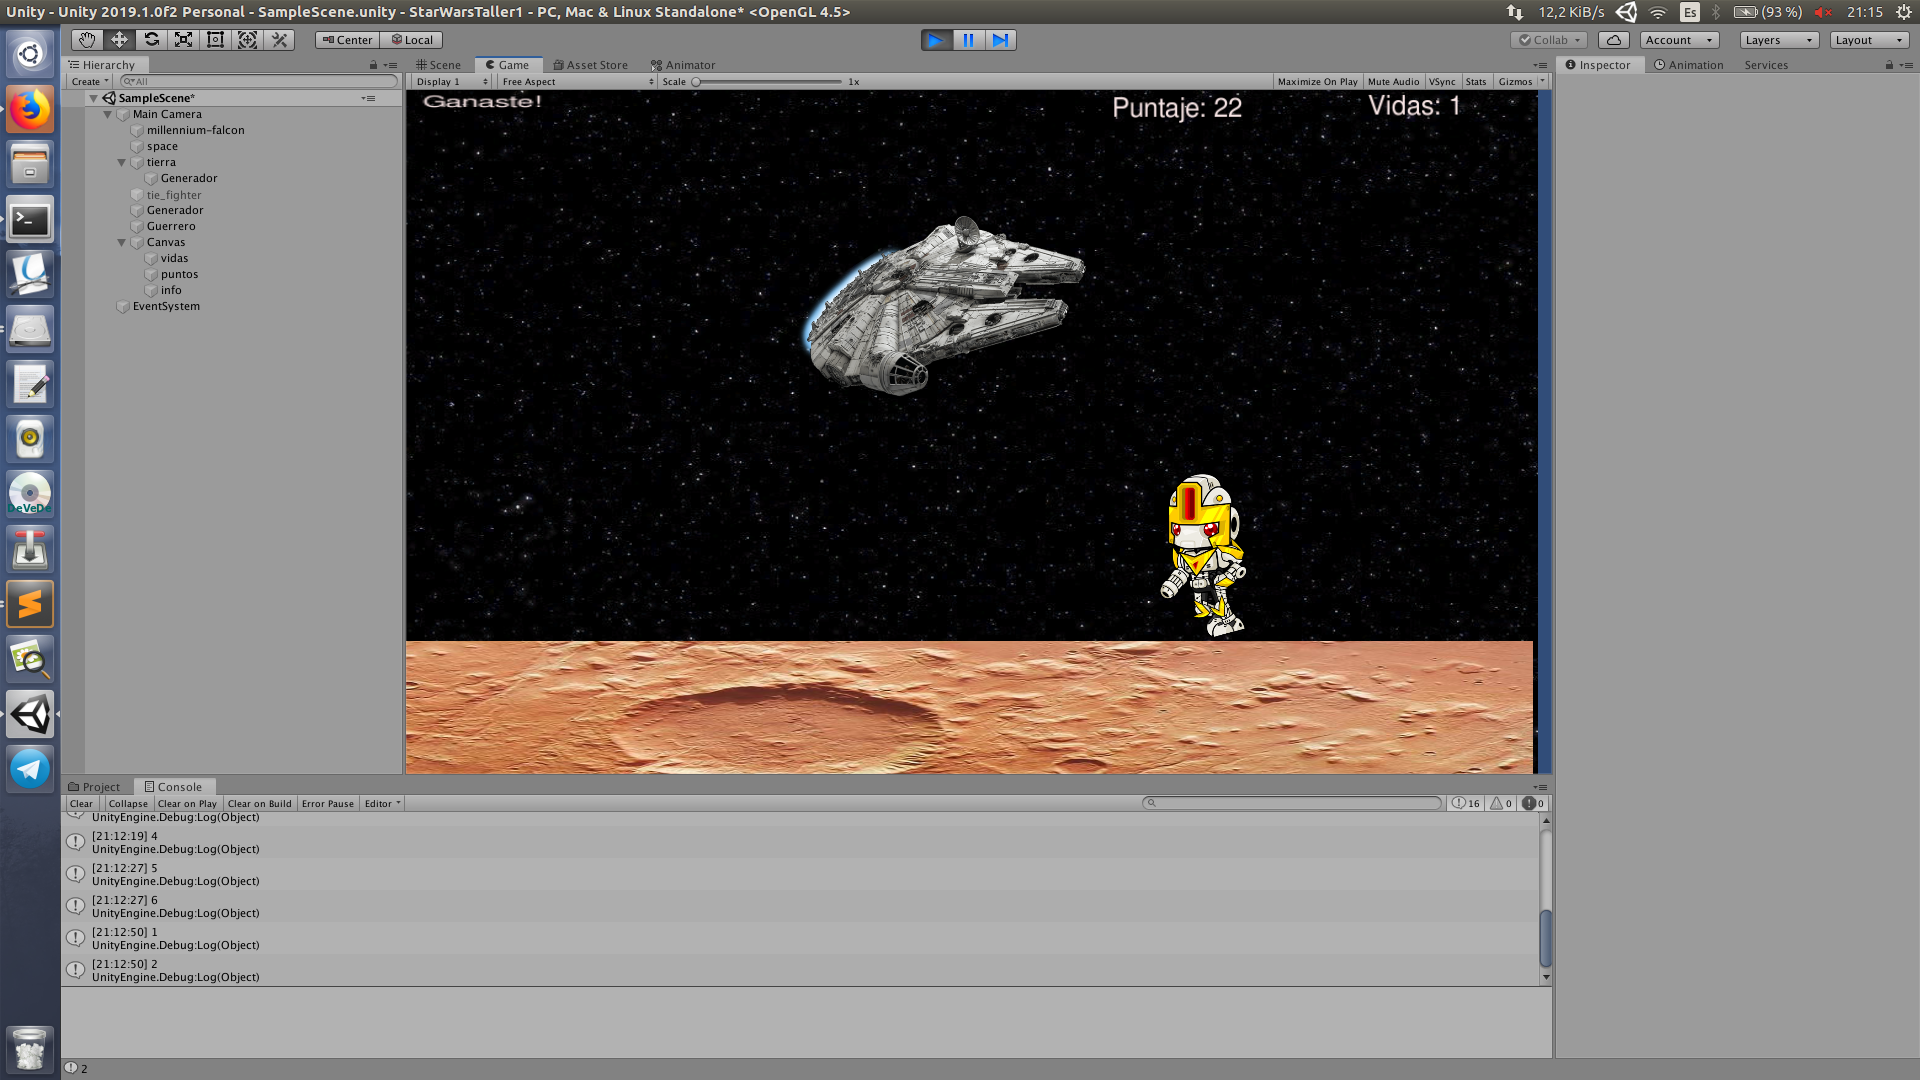 Unity - Unity 2019.1.0f2 Personal - SampleScene.unity - StarWarsTaller1 - PC, Mac & Linux Standalone* <OpenGL 4.5>
12,2 KiB/s
Es
(93 %)
21:15
Center
Local
Collab
Account
Layers
Layout
Hierarchy
Scene
Game
Asset Store
Animator
Inspector
Animation
Services
Create
All
Display 1
Free Aspect
Scale
1x
Maximize On Play
Mute Audio
VSync
Stats
Gizmos
SampleScene*
Main Camera
millennium-falcon
space
tierra
Generador
tie_fighter
Generador
Guerrero
Canvas
vidas
puntos
info
EventSystem
Ganaste!
Puntaje: 22
Vidas: 1
DeVeDe
Project
Console
Clear
Collapse
Clear on Play
Clear on Build
Error Pause
Editor
16
0
0
UnityEngine.Debug:Log(Object)
[21:12:19] 4
UnityEngine.Debug:Log(Object)
[21:12:27] 5
UnityEngine.Debug:Log(Object)
[21:12:27] 6
UnityEngine.Debug:Log(Object)
[21:12:50] 1
UnityEngine.Debug:Log(Object)
[21:12:50] 2
UnityEngine.Debug:Log(Object)
2